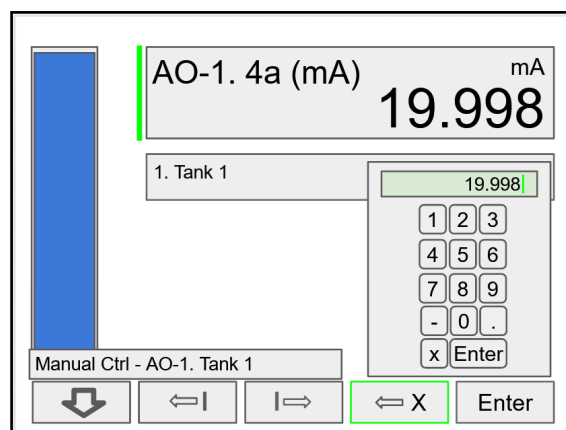 AO-1. 4a (mA)
mA
19.998
1. Tank 1
19.998
1 2 3
4 5 6
7 8 9
- 0 .
x Enter
Manual Ctrl - AO-1. Tank 1
X
Enter